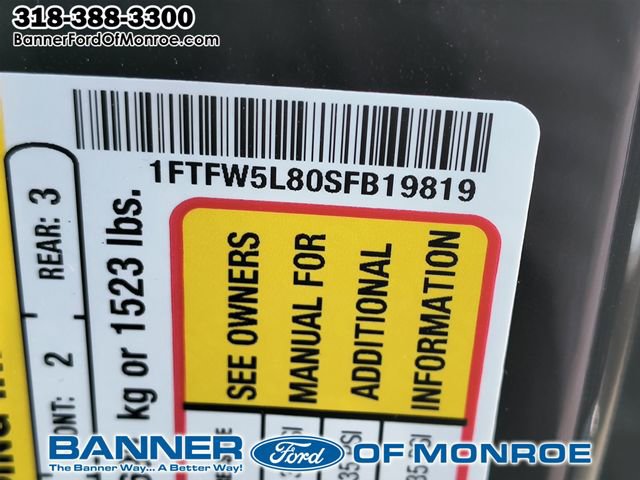 318-388-3300
BannerFordOfMonroe.com
1FTFW5L80SFB19819
REAR: 3
2
kg or 1523 lbs.
SEE OWNERS
MANUAL FOR
ADDITIONAL
INFORMATION
BANNER Ford OF MONROE
The Banner Way... A Better Way!